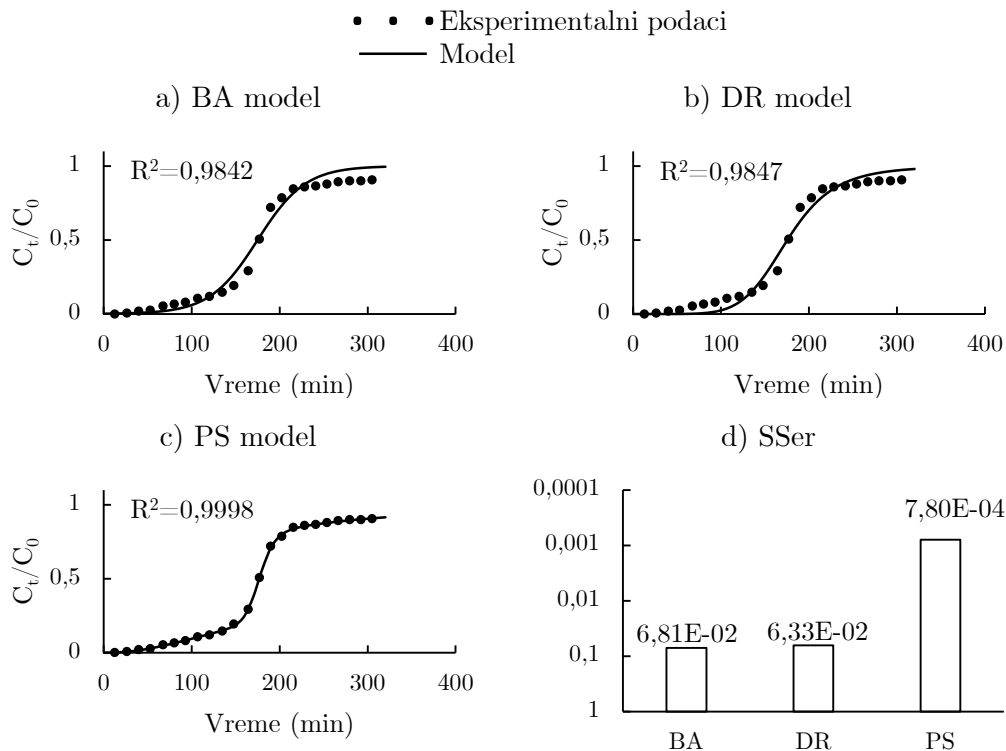 Eksperimentalni podaci
Model
a) BA model
R²=0,9842
1
0,5
0
C_t/C_0
0 100 200 300 400
Vreme (min)
b) DR model
R²=0,9847
1
0,5
0
C_t/C_0
0 100 200 300 400
Vreme (min)
c) PS model
R²=0,9998
1
0,5
0
C_t/C_0
0 100 200 300 400
Vreme (min)
d) SSer
0,0001
0,001
0,01
0,1
1
6,81E-02 6,33E-02 7,80E-04
BA DR PS